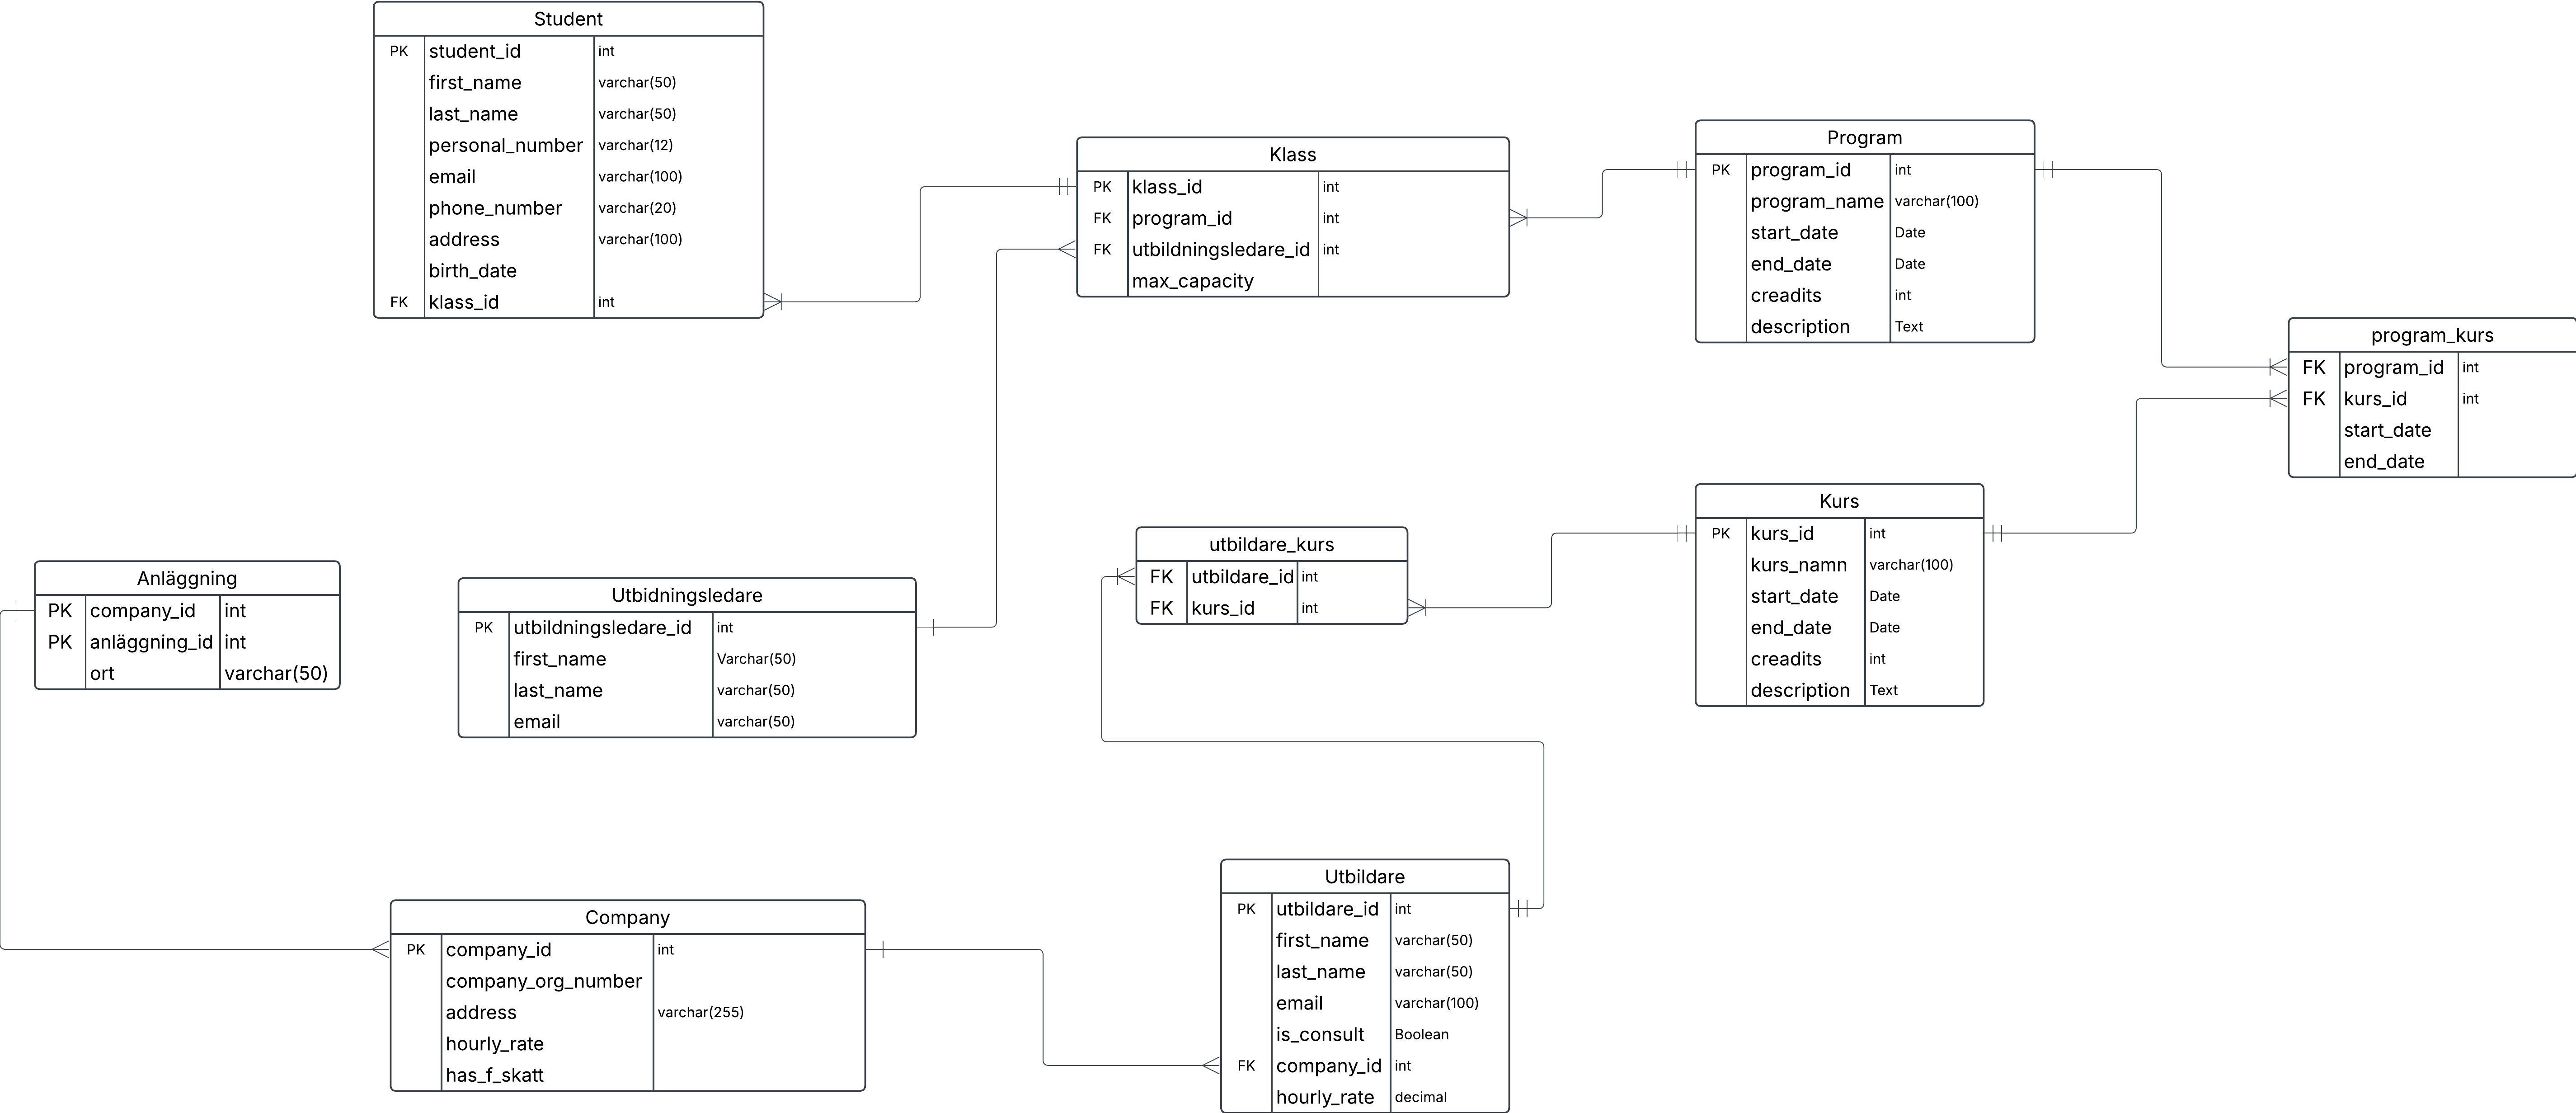 Student
PK student_id int
first_name varchar(50)
last_name varchar(50)
personal_number varchar(12)
email varchar(100)
phone_number varchar(20)
address varchar(100)
birth_date
FK klass_id int
Klass
PK klass_id int
FK program_id int
FK utbildningsledare_id int
max_capacity
Program
PK program_id int
program_name varchar(100)
start_date Date
end_date Date
creadits int
description Text
program_kurs
FK program_id int
FK kurs_id int
start_date
end_date
Kurs
PK kurs_id int
kurs_namn varchar(100)
start_date Date
end_date Date
creadits int
description Text
utbildare_kurs
FK utbildare_id int
FK kurs_id int
Anläggning
PK company_id int
PK anläggning_id int
ort varchar(50)
Utbidningsledare
PK utbildningsledare_id int
first_name Varchar(50)
last_name varchar(50)
email varchar(50)
Company
PK company_id int
company_org_number
address varchar(255)
hourly_rate
has_f_skatt
Utbildare
PK utbildare_id int
first_name varchar(50)
last_name varchar(50)
email varchar(100)
is_consult Boolean
FK company_id int
hourly_rate decimal